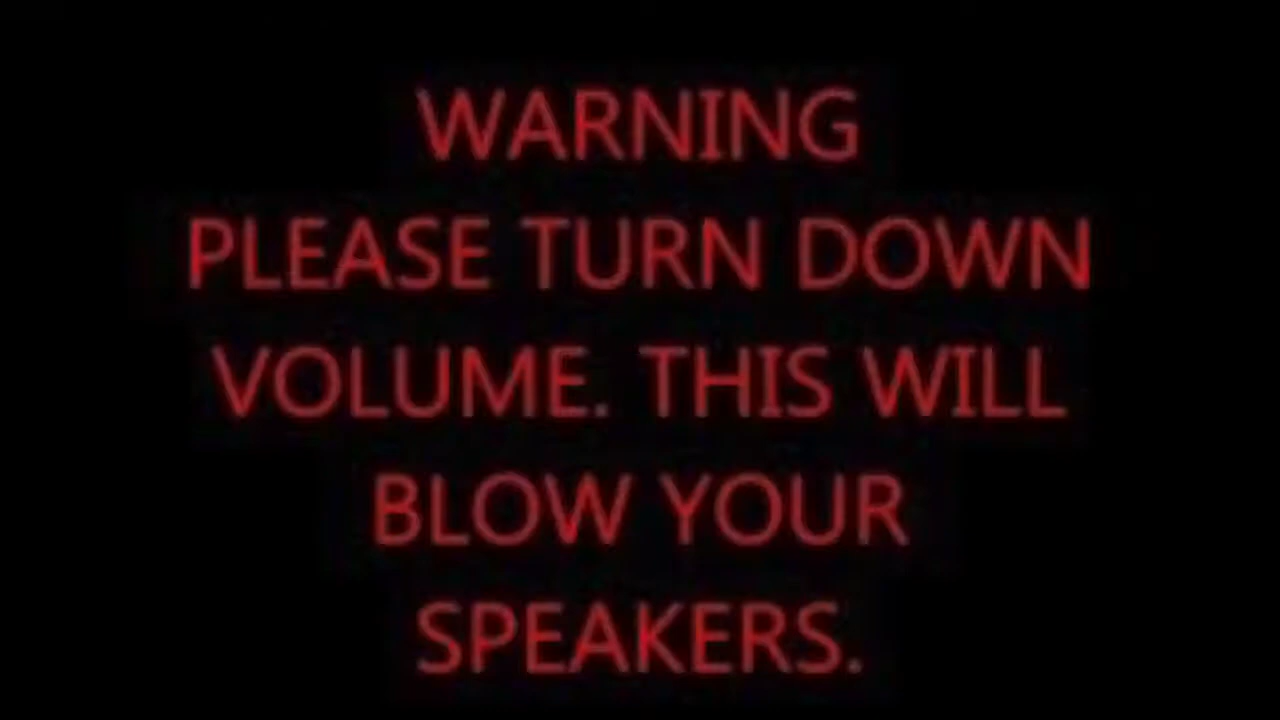 WARNING
PLEASE TURN DOWN
VOLUME. THIS WILL
BLOW YOUR
SPEAKERS.